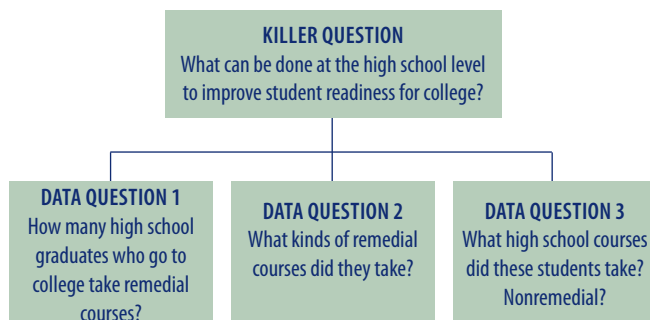 KILLER QUESTION
What can be done at the high school level
to improve student readiness for college?
DATA QUESTION 1
How many high school
graduates who go to
college take remedial
courses?
DATA QUESTION 2
What kinds of remedial
courses did they take?
DATA QUESTION 3
What high school courses
did these students take?
Nonremedial?